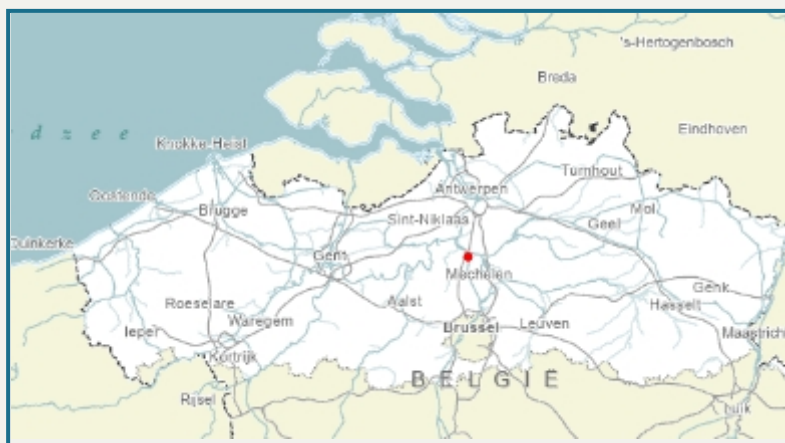 's-Hertogenbosch
Breda
Eindhoven
d z e e
Knokke-Heist
Turnhout
Antwerpen
Oostende
Brugge
Sint-Niklaas
Geel
Mol
Duinkerke
Gent
Mechelen
Genk
Roeselare
Aalst
Hasselt
Ieper
Waregem
Brussel
Leuven
Maastrich
Kortrijk
BELGIË
Rijsel
Luik